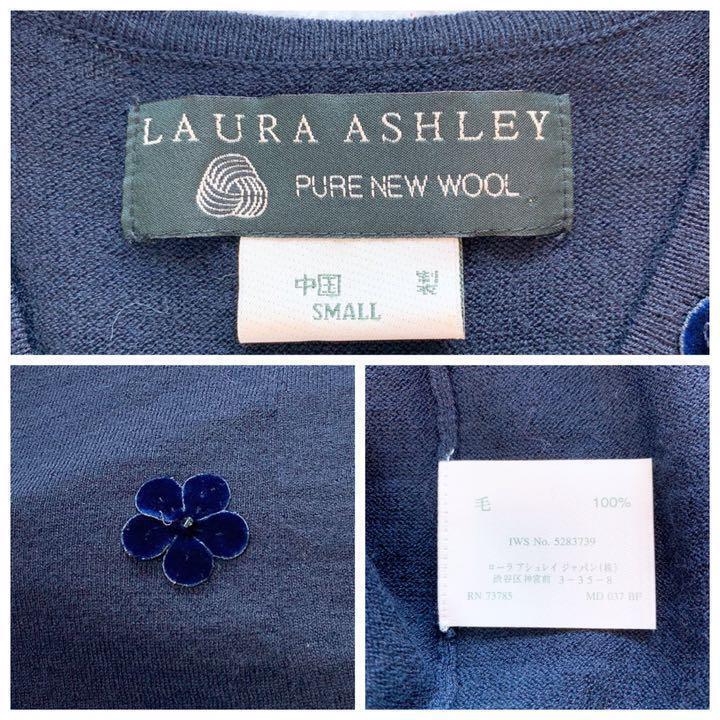 LAURA ASHLEY
PURE NEW WOOL
中国 製
SMALL
毛 100%
IWS No. 5283739
ローラ アシュレイ ジャパン(株)
渋谷区神宮前 3-35-8
RN 73785 MD 037 BP